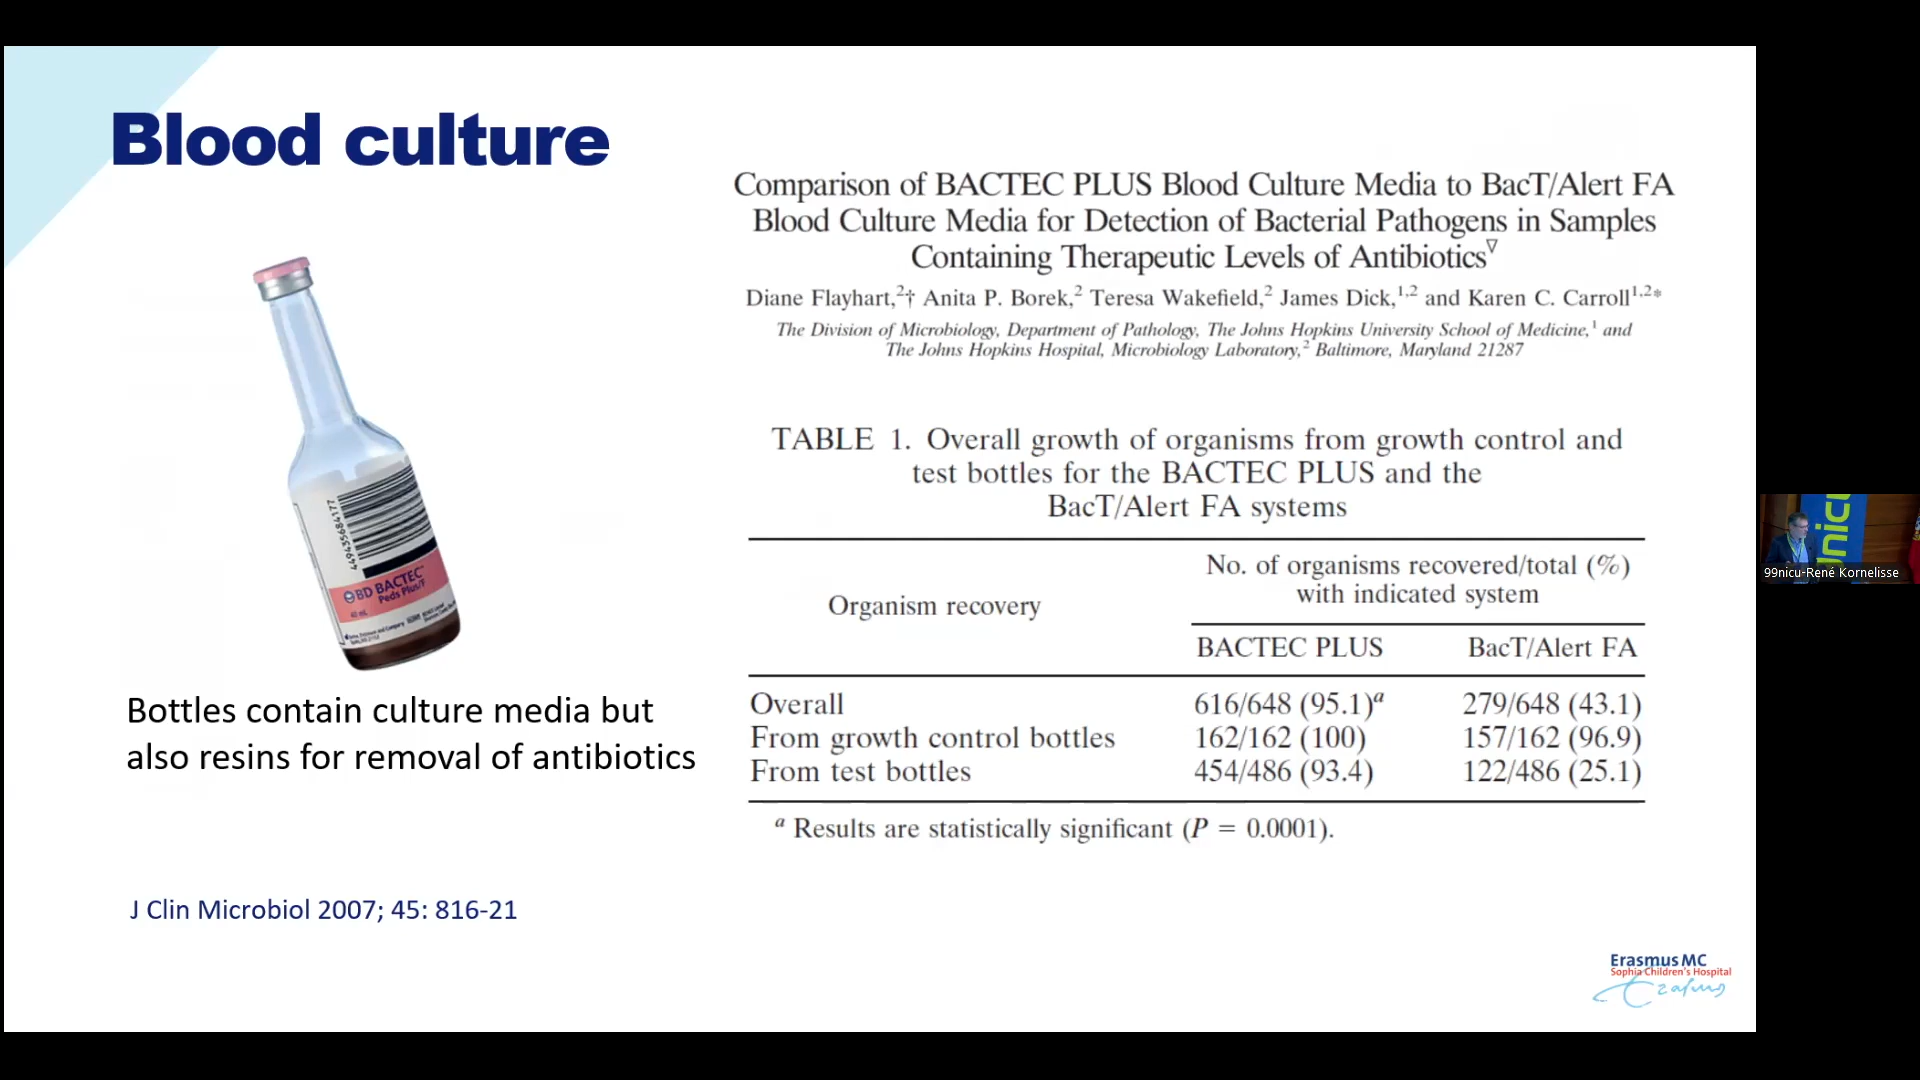 Blood culture
Comparison of BACTEC PLUS Blood Culture Media to BacT/Alert FA
Blood Culture Media for Detection of Bacterial Pathogens in Samples
Containing Therapeutic Levels of Antibiotics∇
Diane Flayhart,2† Anita P. Borek,2 Teresa Wakefield,2 James Dick,1,2 and Karen C. Carroll1,2*
The Division of Microbiology, Department of Pathology, The Johns Hopkins University School of Medicine,1 and
The Johns Hopkins Hospital, Microbiology Laboratory,2 Baltimore, Maryland 21287
449435684177
BD BACTEC™
Peds Plus/F
40 mL
Bottles contain culture media but
also resins for removal of antibiotics
TABLE 1. Overall growth of organisms from growth control and
test bottles for the BACTEC PLUS and the
BacT/Alert FA systems
Organism recovery
No. of organisms recovered/total (%)
with indicated system
BACTEC PLUS BacT/Alert FA
Overall 616/648 (95.1)a 279/648 (43.1)
From growth control bottles 162/162 (100) 157/162 (96.9)
From test bottles 454/486 (93.4) 122/486 (25.1)
a Results are statistically significant (P = 0.0001).
J Clin Microbiol 2007; 45: 816-21
Erasmus MC
Sophia Children's Hospital
Erasmus
nicu
99nicu-René Kornelisse